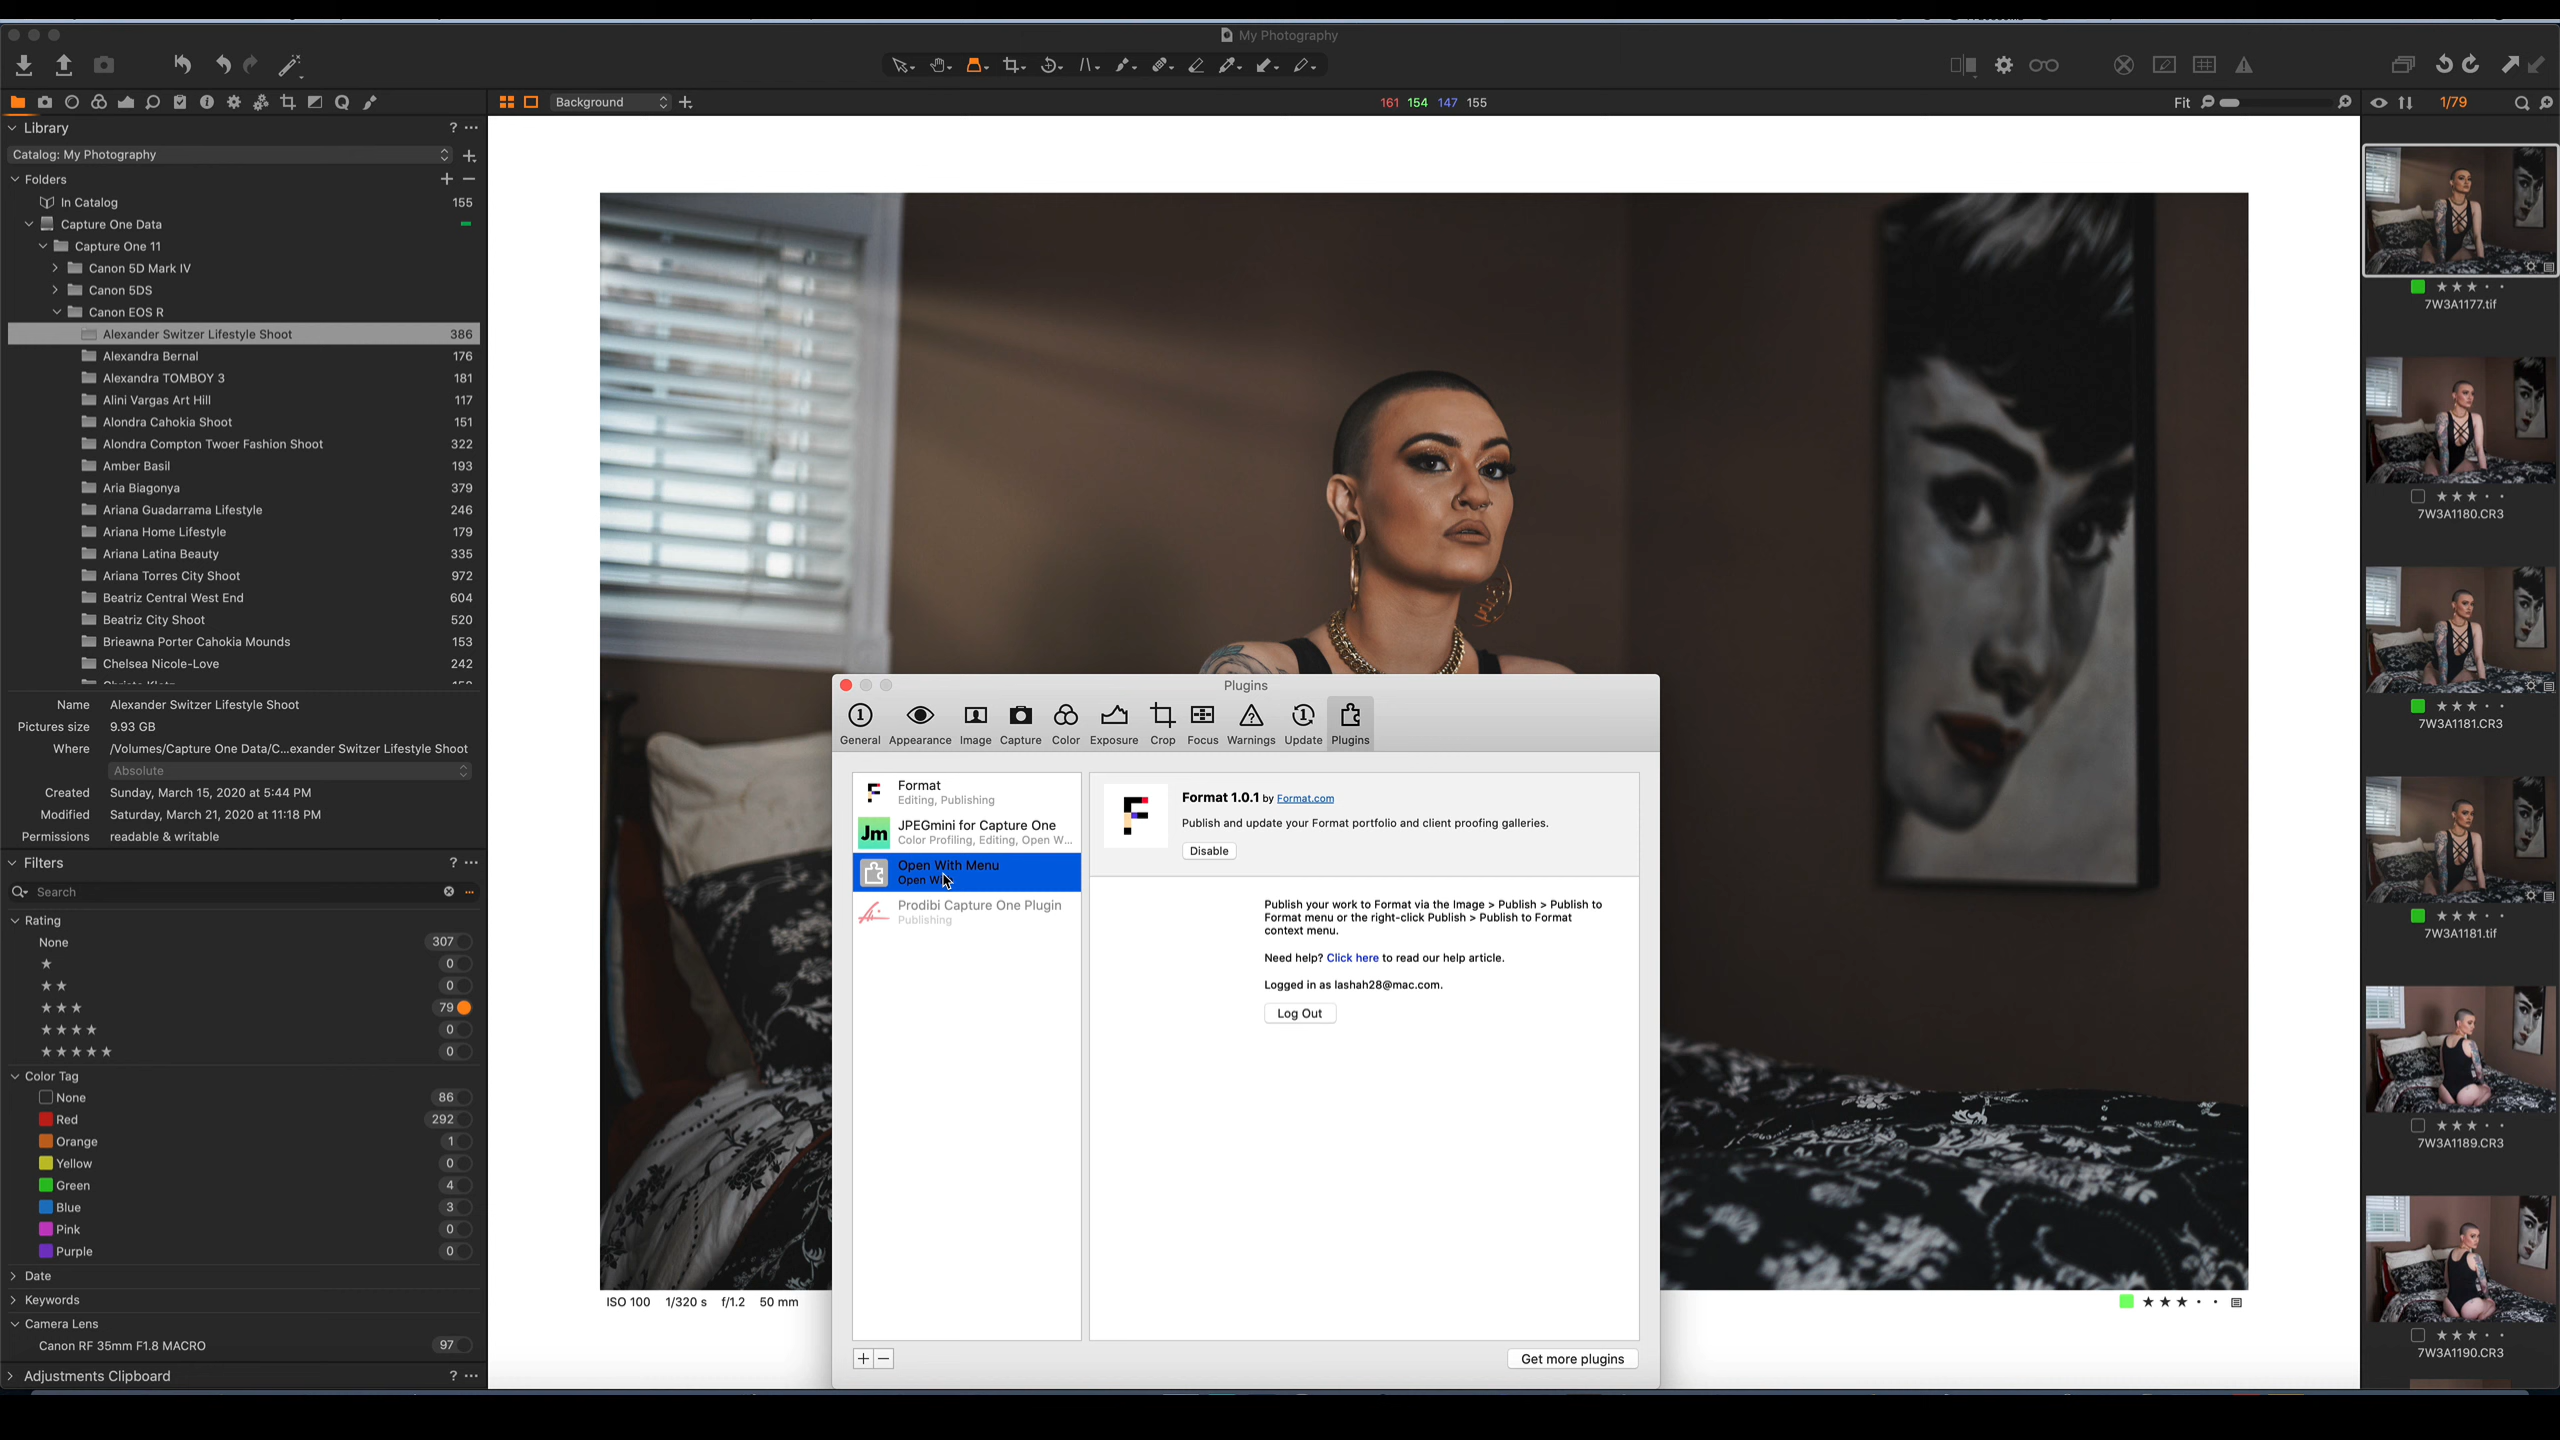 My Photography
Background
161 154 147 155
Fit
1/79
Library
? ...
Catalog: My Photography
Folders
In Catalog 155
Capture One Data
Capture One 11
Canon 5D Mark IV
Canon 5DS
Canon EOS R
Alexander Switzer Lifestyle Shoot 386
Alexandra Bernal 176
Alexandra TOMBOY 3 181
Alini Vargas Art Hill 117
Alondra Cahokia Shoot 151
Alondra Compton Twoer Fashion Shoot 322
Amber Basil 193
Aria Biagonya 379
Ariana Guadarrama Lifestyle 246
Ariana Home Lifestyle 179
Ariana Latina Beauty 335
Ariana Torres City Shoot 972
Beatriz Central West End 604
Beatriz City Shoot 520
Brieawna Porter Cahokia Mounds 153
Chelsea Nicole-Love 242
Name Alexander Switzer Lifestyle Shoot
Pictures size 9.93 GB
Where /Volumes/Capture One Data/C...exander Switzer Lifestyle Shoot
Absolute
Created Sunday, March 15, 2020 at 5:44 PM
Modified Saturday, March 21, 2020 at 11:18 PM
Permissions readable & writable
Filters
? ...
Search
Rating
None 307
★ 0
★★ 0
★★★ 79
★★★★ 0
★★★★★ 0
Color Tag
None 86
Red 292
Orange 1
Yellow 0
Green 4
Blue 3
Pink 0
Purple 0
Date
Keywords
Camera Lens
Canon RF 35mm F1.8 MACRO 97
Adjustments Clipboard
? ...
ISO 100 1/320 s f/1.2 50 mm
Plugins
General Appearance Image Capture Color Exposure Crop Focus Warnings Update Plugins
Format
Editing, Publishing
JPEGmini for Capture One
Color Profiling, Editing, Open W...
Open With Menu
Prodibi Capture One Plugin
Publishing
Format 1.0.1 by Format.com
Publish and update your Format portfolio and client proofing galleries.
Disable
Publish your work to Format via the Image > Publish > Publish to
Format menu or the right-click Publish > Publish to Format
context menu.
Need help? Click here to read our help article.
Logged in as lashah28@mac.com.
Log Out
Get more plugins
7W3A1177.tif
7W3A1180.CR3
7W3A1181.CR3
7W3A1181.tif
7W3A1189.CR3
7W3A1190.CR3